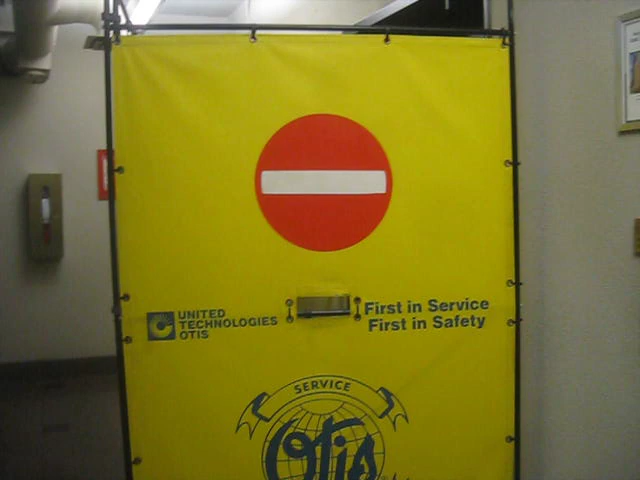 UNITED
TECHNOLOGIES
OTIS
First in Service
First in Safety
SERVICE
Otis